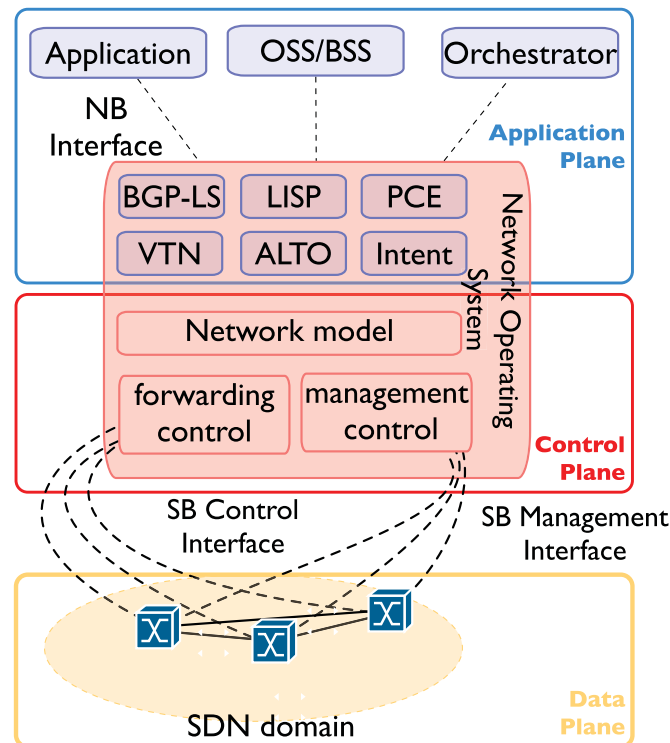 Application
OSS/BSS
Orchestrator
NB
Interface
Application
Plane
BGP-LS
LISP
PCE
VTN
ALTO
Intent
Network Operating
System
Network model
forwarding
control
management
control
Control
Plane
SB Control
Interface
SB Management
Interface
SDN domain
Data
Plane